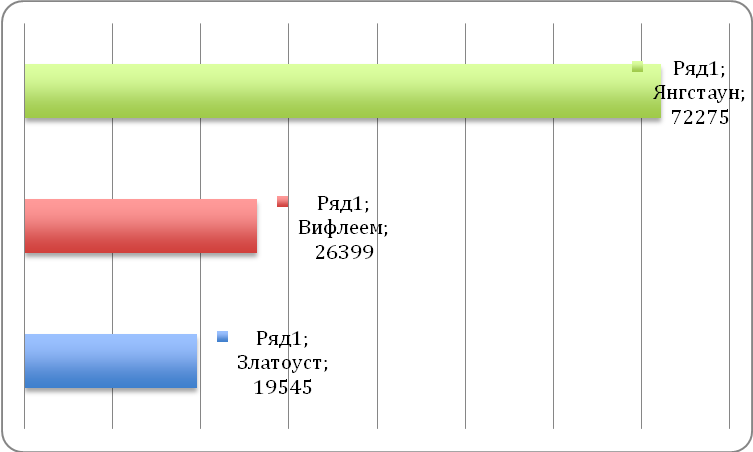 Ряд1;
Янгстаун;
72275
Ряд1;
Вифлеем;
26399
Ряд1;
Златоуст;
19545